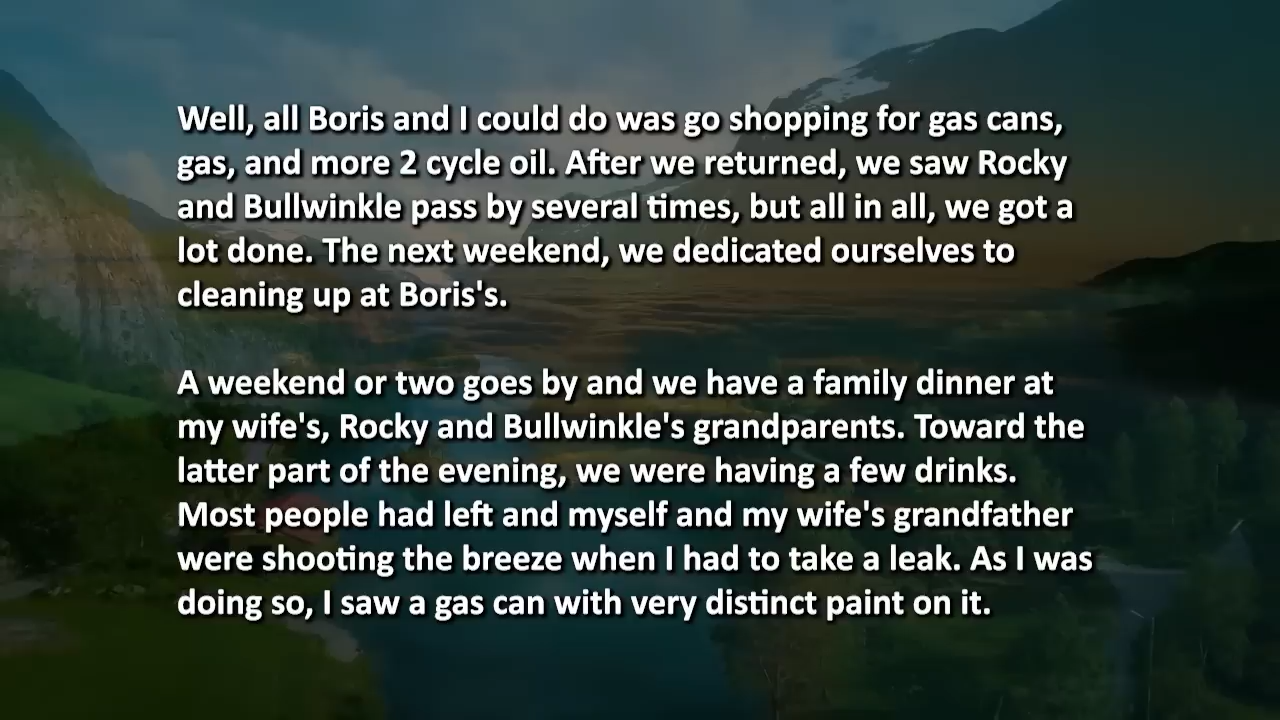 Well, all Boris and I could do was go shopping for gas cans,
gas, and more 2 cycle oil. After we returned, we saw Rocky
and Bullwinkle pass by several times, but all in all, we got a
lot done. The next weekend, we dedicated ourselves to
cleaning up at Boris's.
A weekend or two goes by and we have a family dinner at
my wife's, Rocky and Bullwinkle's grandparents. Toward the
latter part of the evening, we were having a few drinks.
Most people had left and myself and my wife's grandfather
were shooting the breeze when I had to take a leak. As I was
doing so, I saw a gas can with very distinct paint on it.